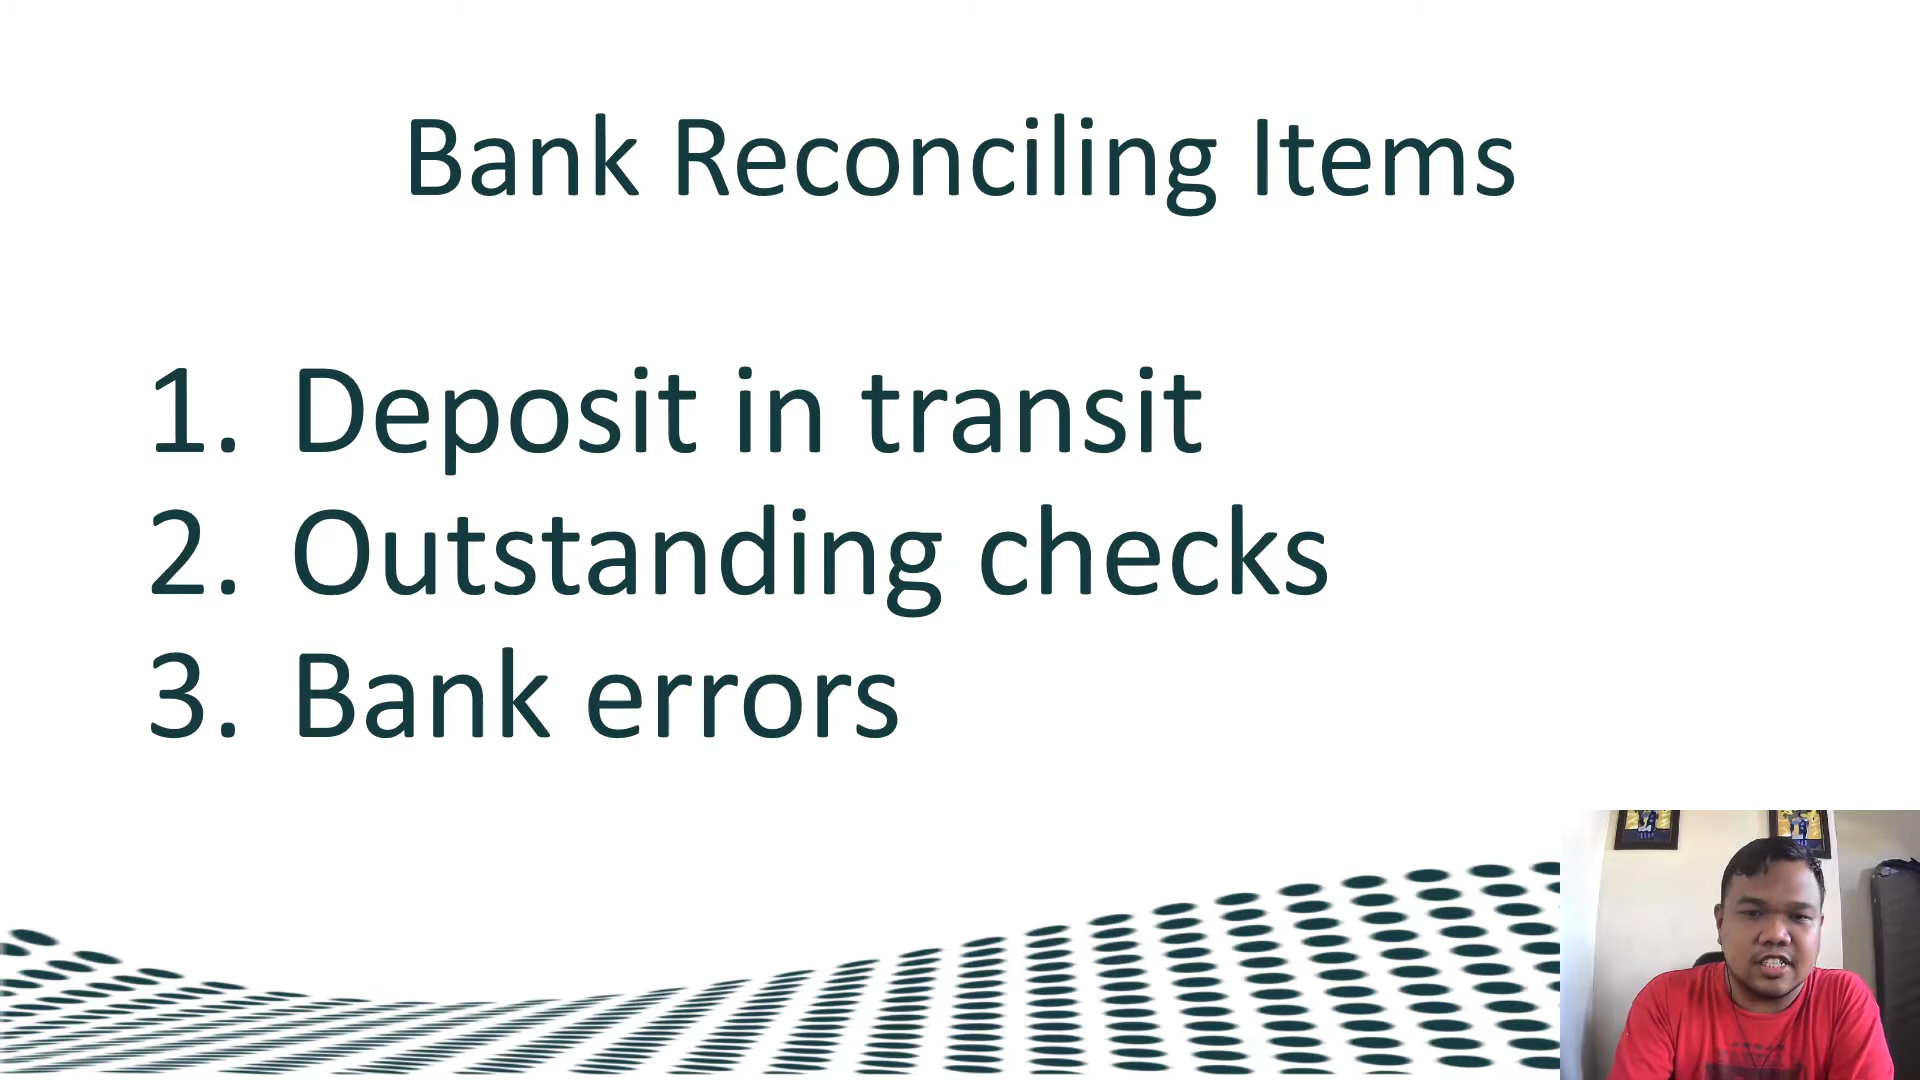 Bank Reconciling Items
1. Deposit in transit
2. Outstanding checks
3. Bank errors